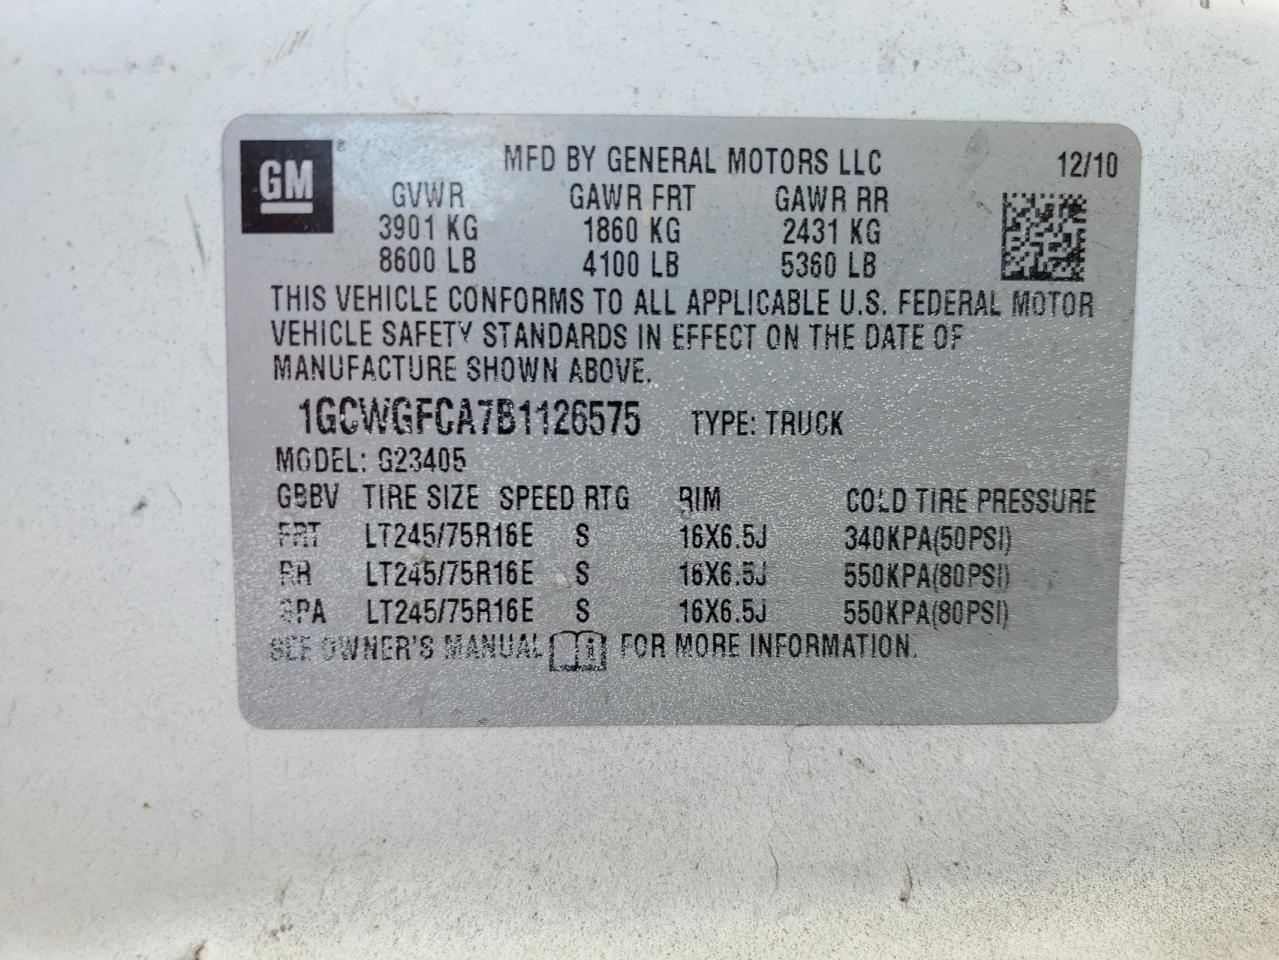 GM
MFD BY GENERAL MOTORS LLC 12/10
GVWR GAWR FRT GAWR RR
3901 KG 1860 KG 2431 KG
8600 LB 4100 LB 5360 LB
THIS VEHICLE CONFORMS TO ALL APPLICABLE U.S. FEDERAL MOTOR
VEHICLE SAFETY STANDARDS IN EFFECT ON THE DATE OF
MANUFACTURE SHOWN ABOVE.
1GCWGFCA7B1126575 TYPE: TRUCK
MODEL: G23405
GBBV TIRE SIZE SPEED RTG RIM COLD TIRE PRESSURE
FRT LT245/75R16E S 16X6.5J 340KPA(50PSI)
RR LT245/75R16E S 16X6.5J 550KPA(80PSI)
SPA LT245/75R16E S 16X6.5J 550KPA(80PSI)
SEE OWNER'S MANUAL FOR MORE INFORMATION.